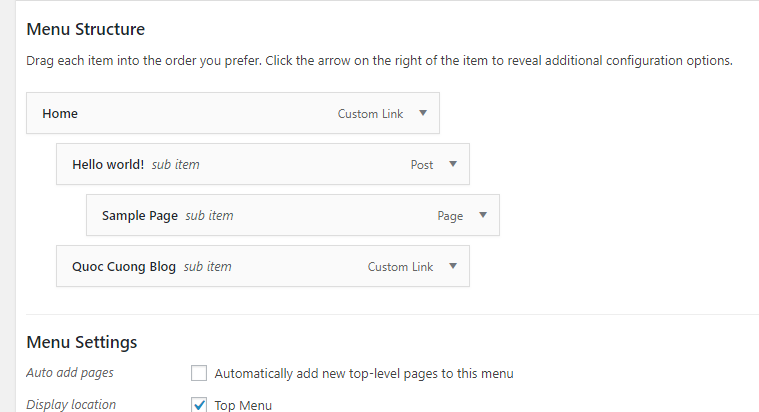 Menu Structure
Drag each item into the order you prefer. Click the arrow on the right of the item to reveal additional configuration options.
Home Custom Link
Hello world! sub item Post
Sample Page sub item Page
Quoc Cuong Blog sub item Custom Link
Menu Settings
Auto add pages Automatically add new top-level pages to this menu
Display location Top Menu